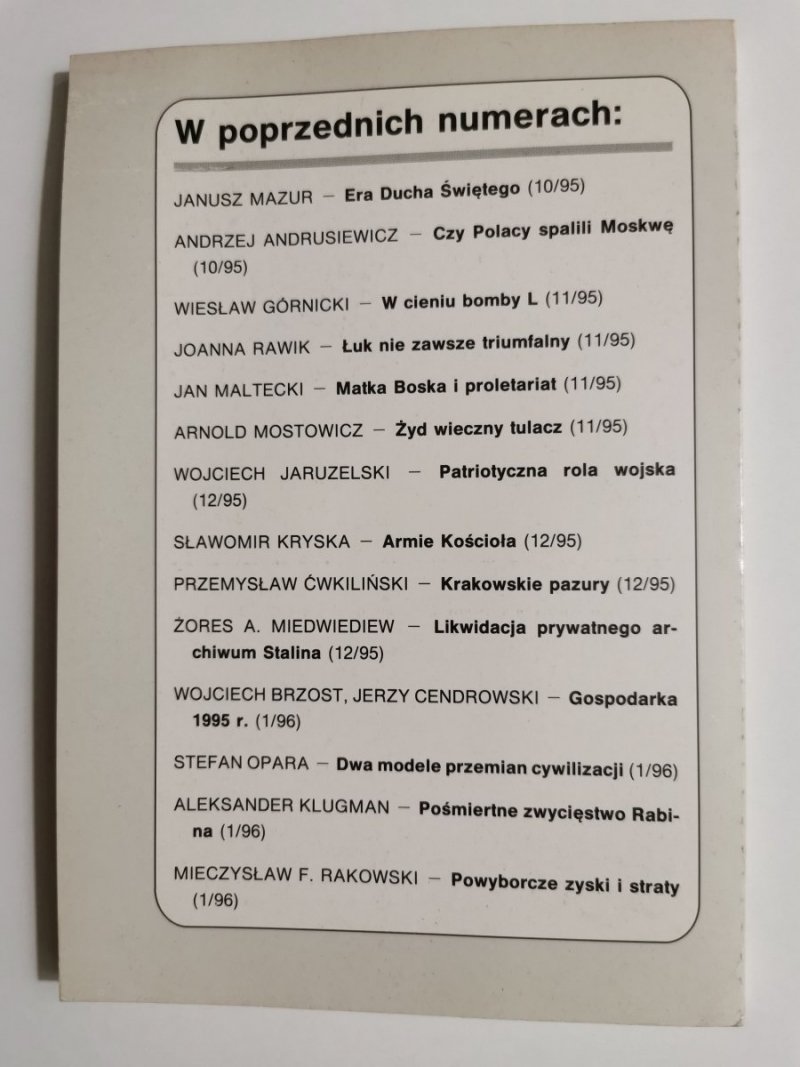 W poprzednich numerach:
JANUSZ MAZUR – Era Ducha Świętego (10/95)
ANDRZEJ ANDRUSIEWICZ – Czy Polacy spalili Moskwę
(10/95)
WIESŁAW GÓRNICKI – W cieniu bomby L (11/95)
JOANNA RAWIK – Łuk nie zawsze triumfalny (11/95)
JAN MALTECKI – Matka Boska i proletariat (11/95)
ARNOLD MOSTOWICZ – Żyd wieczny tulacz (11/95)
WOJCIECH JARUZELSKI – Patriotyczna rola wojska
(12/95)
SŁAWOMIR KRYSKA – Armie Kościoła (12/95)
PRZEMYSŁAW ĆWKILIŃSKI – Krakowskie pazury (12/95)
ŻORES A. MIEDWIEDIEW – Likwidacja prywatnego ar-
chiwum Stalina (12/95)
WOJCIECH BRZOST, JERZY CENDROWSKI – Gospodarka
1995 r. (1/96)
STEFAN OPARA – Dwa modele przemian cywilizacji (1/96)
ALEKSANDER KLUGMAN – Pośmiertne zwycięstwo Rabi-
na (1/96)
MIECZYSŁAW F. RAKOWSKI – Powyborcze zyski i straty
(1/96)